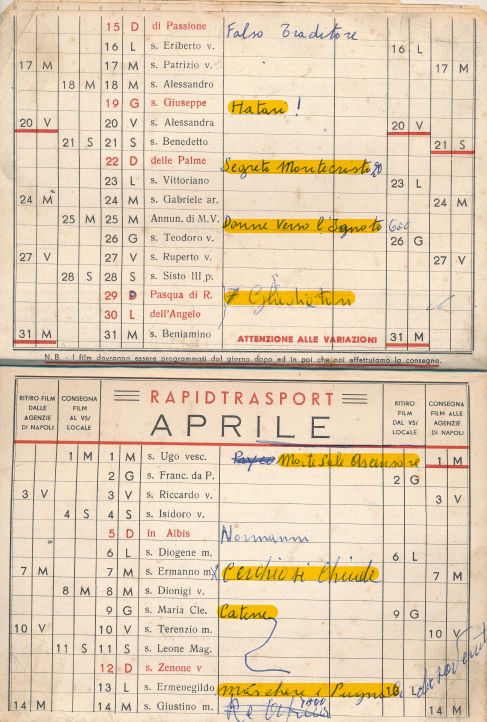 15 D di Passione Falso Traditore
16 L s. Eriberto v. 16 L
17 M 17 M s. Patrizio v. 17 M
18 M 18 M s. Alessandro
19 G s. Giuseppe Hatari !
20 V 20 V s. Alessandra 20 V
21 S 21 S s. Benedetto 21 S
22 D delle Palme Segreto Montecristo 20
23 L s. Vittoriano 23 L
24 M 24 M s. Gabriele ar. 24 M
25 M 25 M Annun. di M.V. Donne verso l'Ignoto 600
26 G s. Teodoro v. 26 G
27 V 27 V s. Ruperto v. 27 V
28 S 28 S s. Sisto III p.
29 D Pasqua di R.
30 L dell'Angelo
31 M 31 M s. Beniamino ATTENZIONE ALLE VARIAZIONI 31 M
N.B. - I film dovranno essere programmati dal giorno dopo ed in poi che noi effettuiamo la consegna.
RITIRO FILM DALLE AGENZIE DI NAPOLI
CONSEGNA FILM AL VS/ LOCALE
RAPIDTRASPORT
APRILE
RITIRO FILM DAL VS/ LOCALE
CONSEGNA FILM ALLE AGENZIE DI NAPOLI
1 M 1 M s. Ugo vesc. Psyco Morte Sale Ascensore 1 M
2 G s. Franc. da P. 2 G
3 V 3 V s. Riccardo v. 3 V
4 S 4 S s. Isidoro v.
5 D in Albis Normanni
6 L s. Diogene m. 6 L
7 M 7 M s. Ermanno m. X Cerchio si Chiude 7 M
8 M 8 M s. Dionigi v.
9 G s. Maria Cle. Catene 9 G
10 V 10 V s. Terenzio m. 10 V
11 S 11 S s. Leone Mag.
12 D s. Zenone v
13 L s. Ermenegildo Maschere e Pugnali 13 L
14 M 14 M s. Giustino m. 14 M